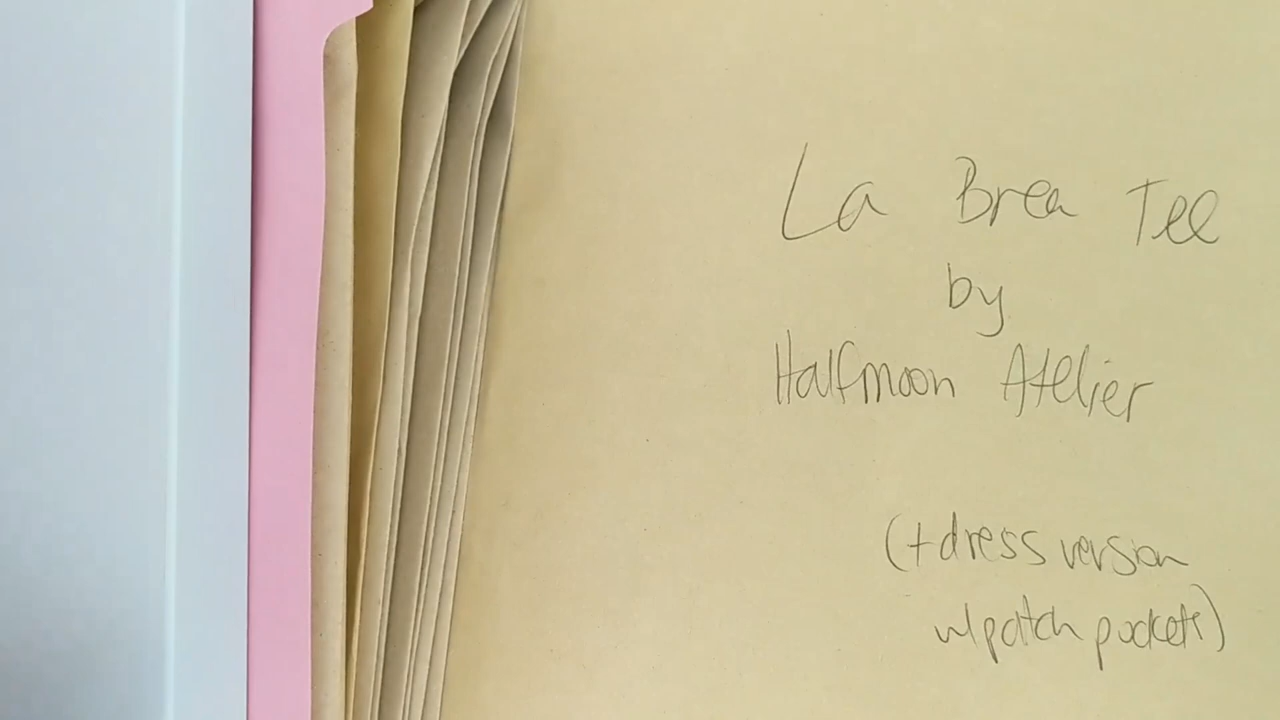 La Brea Tee
by
Halfmoon Atelier
(+ dress version
w/ patch pockets)